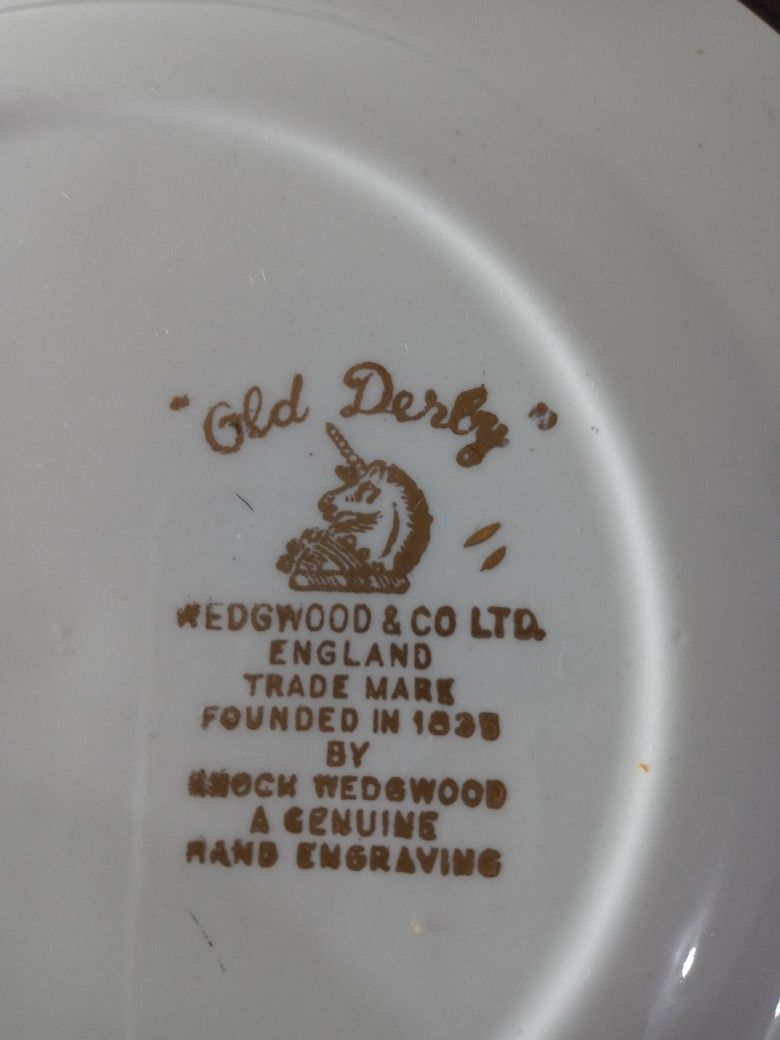 "Old Derby"
WEDGWOOD & CO LTD.
ENGLAND
TRADE MARK
FOUNDED IN 1835
BY
ENOCH WEDGWOOD
A GENUINE
HAND ENGRAVING